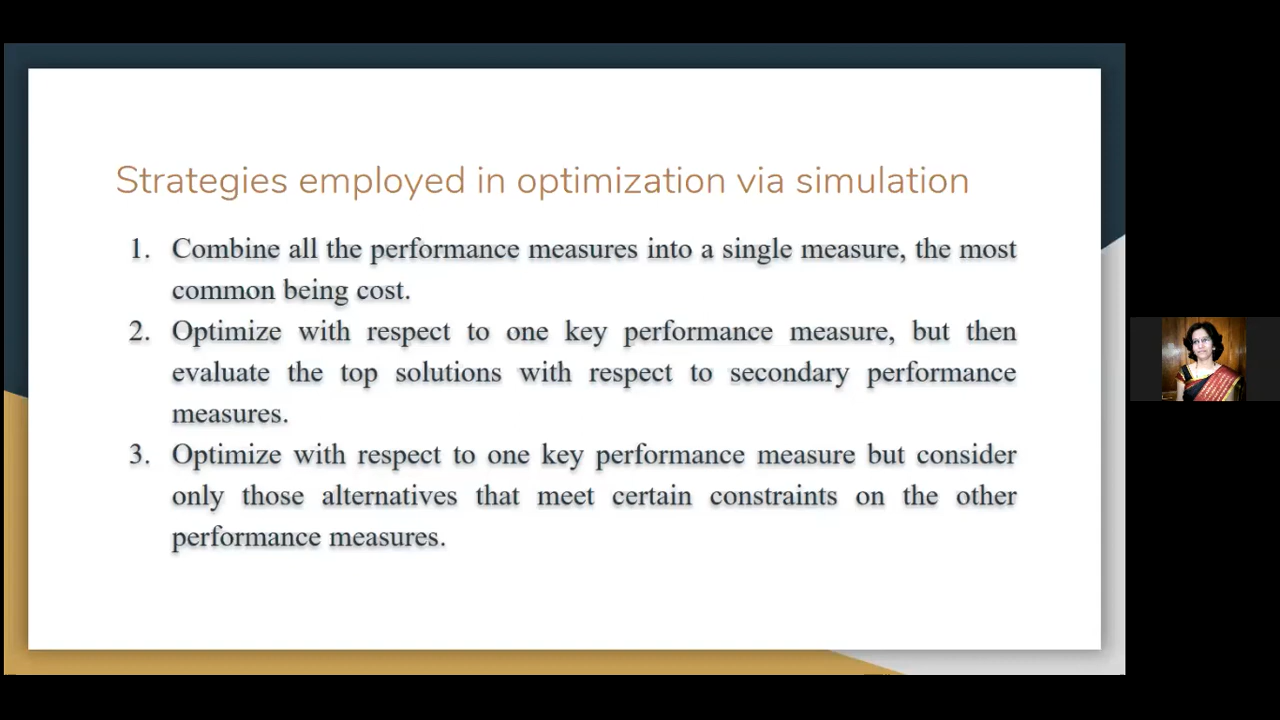 Strategies employed in optimization via simulation
1. Combine all the performance measures into a single measure, the most
common being cost.
2. Optimize with respect to one key performance measure, but then
evaluate the top solutions with respect to secondary performance
measures.
3. Optimize with respect to one key performance measure but consider
only those alternatives that meet certain constraints on the other
performance measures.